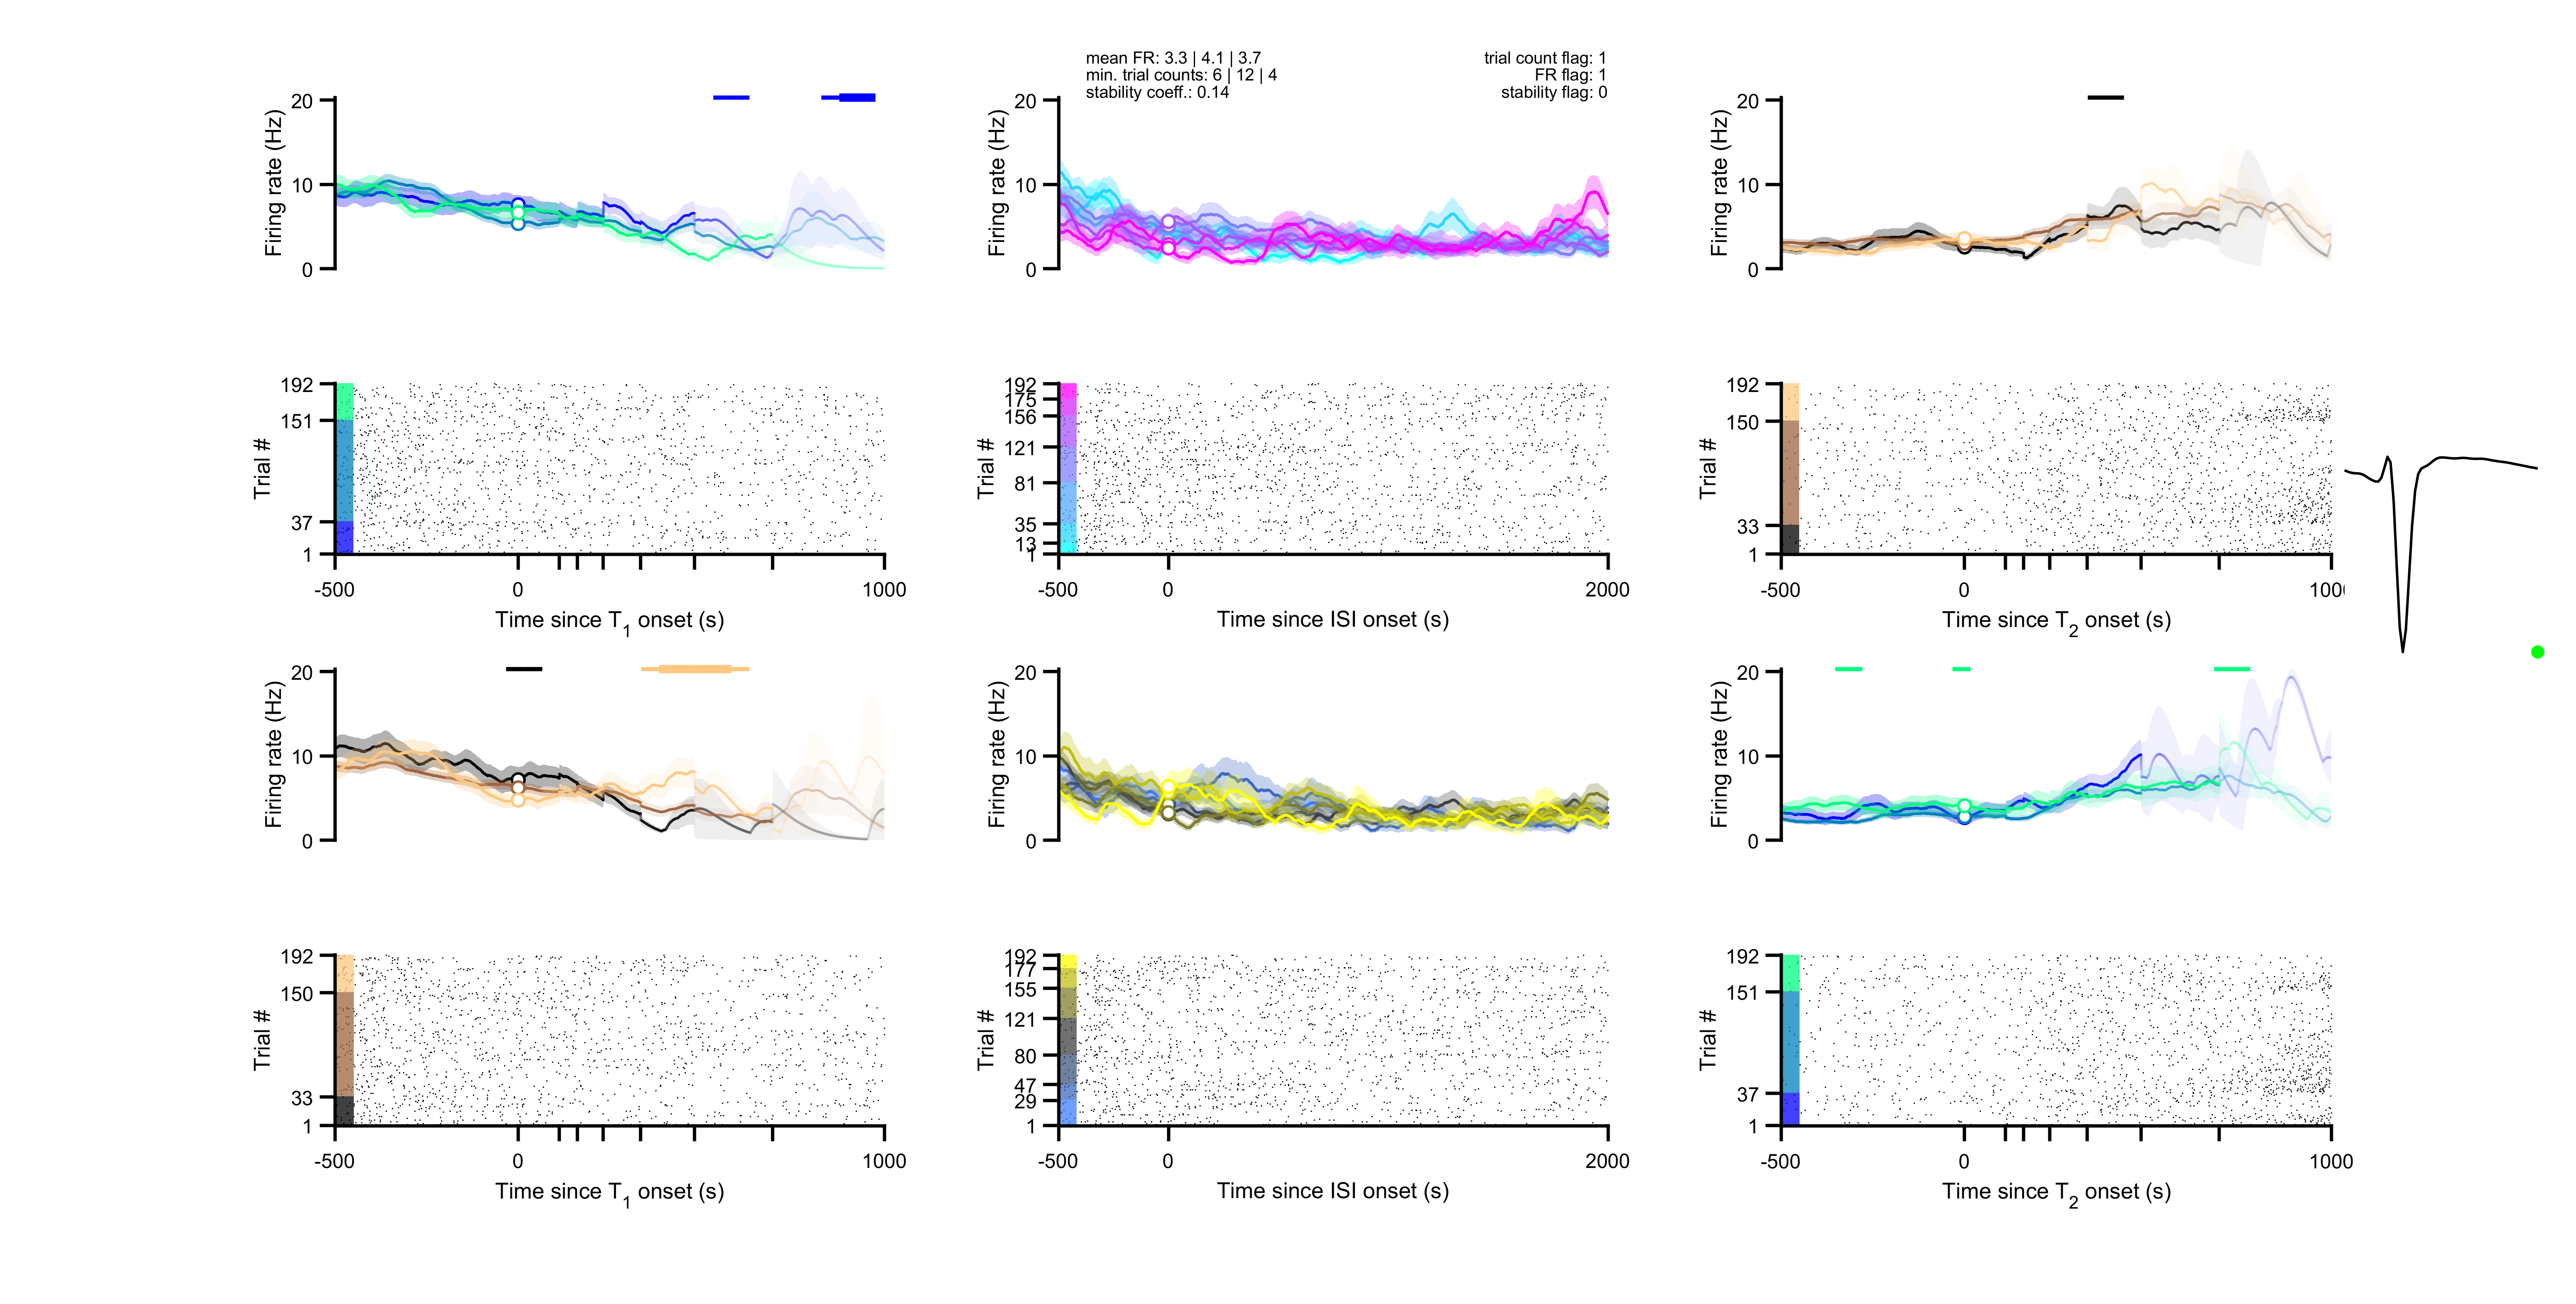 mean FR: 3.3 | 4.1 | 3.7
min. trial counts: 6 | 12 | 4
stability coeff.: 0.14
trial count flag: 1
FR flag: 1
stability flag: 0
Firing rate (Hz)
20
10
0
Firing rate (Hz)
20
10
0
Firing rate (Hz)
20
10
0
Trial #
192
151
37
1
-500
0
1000
Time since T1 onset (s)
Trial #
192
175
156
121
81
35
13
1
-500
0
2000
Time since ISI onset (s)
Trial #
192
150
33
1
-500
0
1000
Time since T2 onset (s)
Firing rate (Hz)
20
10
0
Firing rate (Hz)
20
10
0
Firing rate (Hz)
20
10
0
Trial #
192
150
33
1
-500
0
1000
Time since T1 onset (s)
Trial #
192
177
155
121
80
47
29
1
-500
0
2000
Time since ISI onset (s)
Trial #
192
151
37
1
-500
0
1000
Time since T2 onset (s)